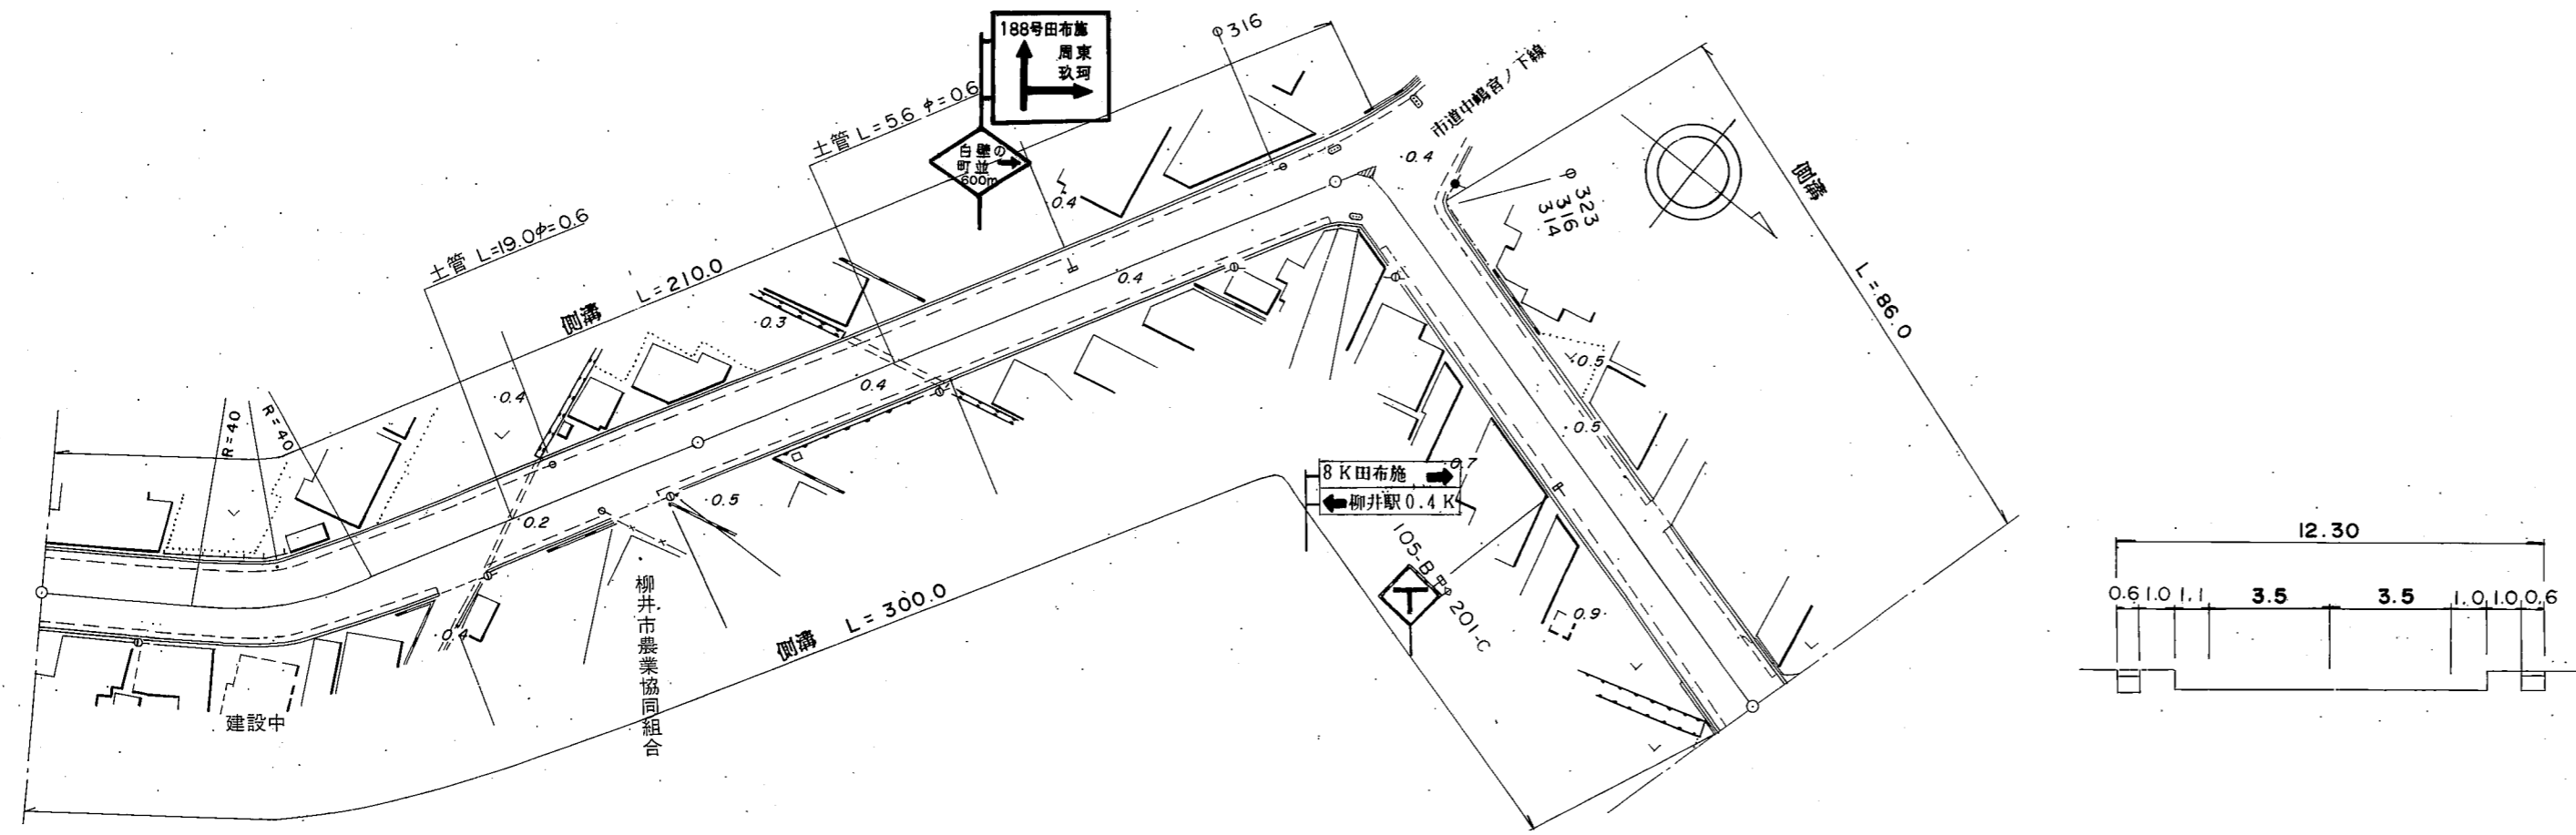 188号田布施
周東
玖珂
白壁の
町並
600m
316
土管 L=5.6 φ=0.6
土管 L=19.0φ=0.6
側溝 L=210.0
市道中嶋宮ノ下線
323
316
314
側溝
L=86.0
R=40
R=40
0.4
0.4
0.4
0.3
0.4
0.4
0.2
0.5
0.4
0.5
0.5
0.7
0.9
8K田布施
柳井駅0.4K
105-B
201-C
柳井市農業協同組合
建設中
側溝 L=300.0
12.30
0.6 1.0 1.1 3.5 3.5 1.0 1.0 0.6